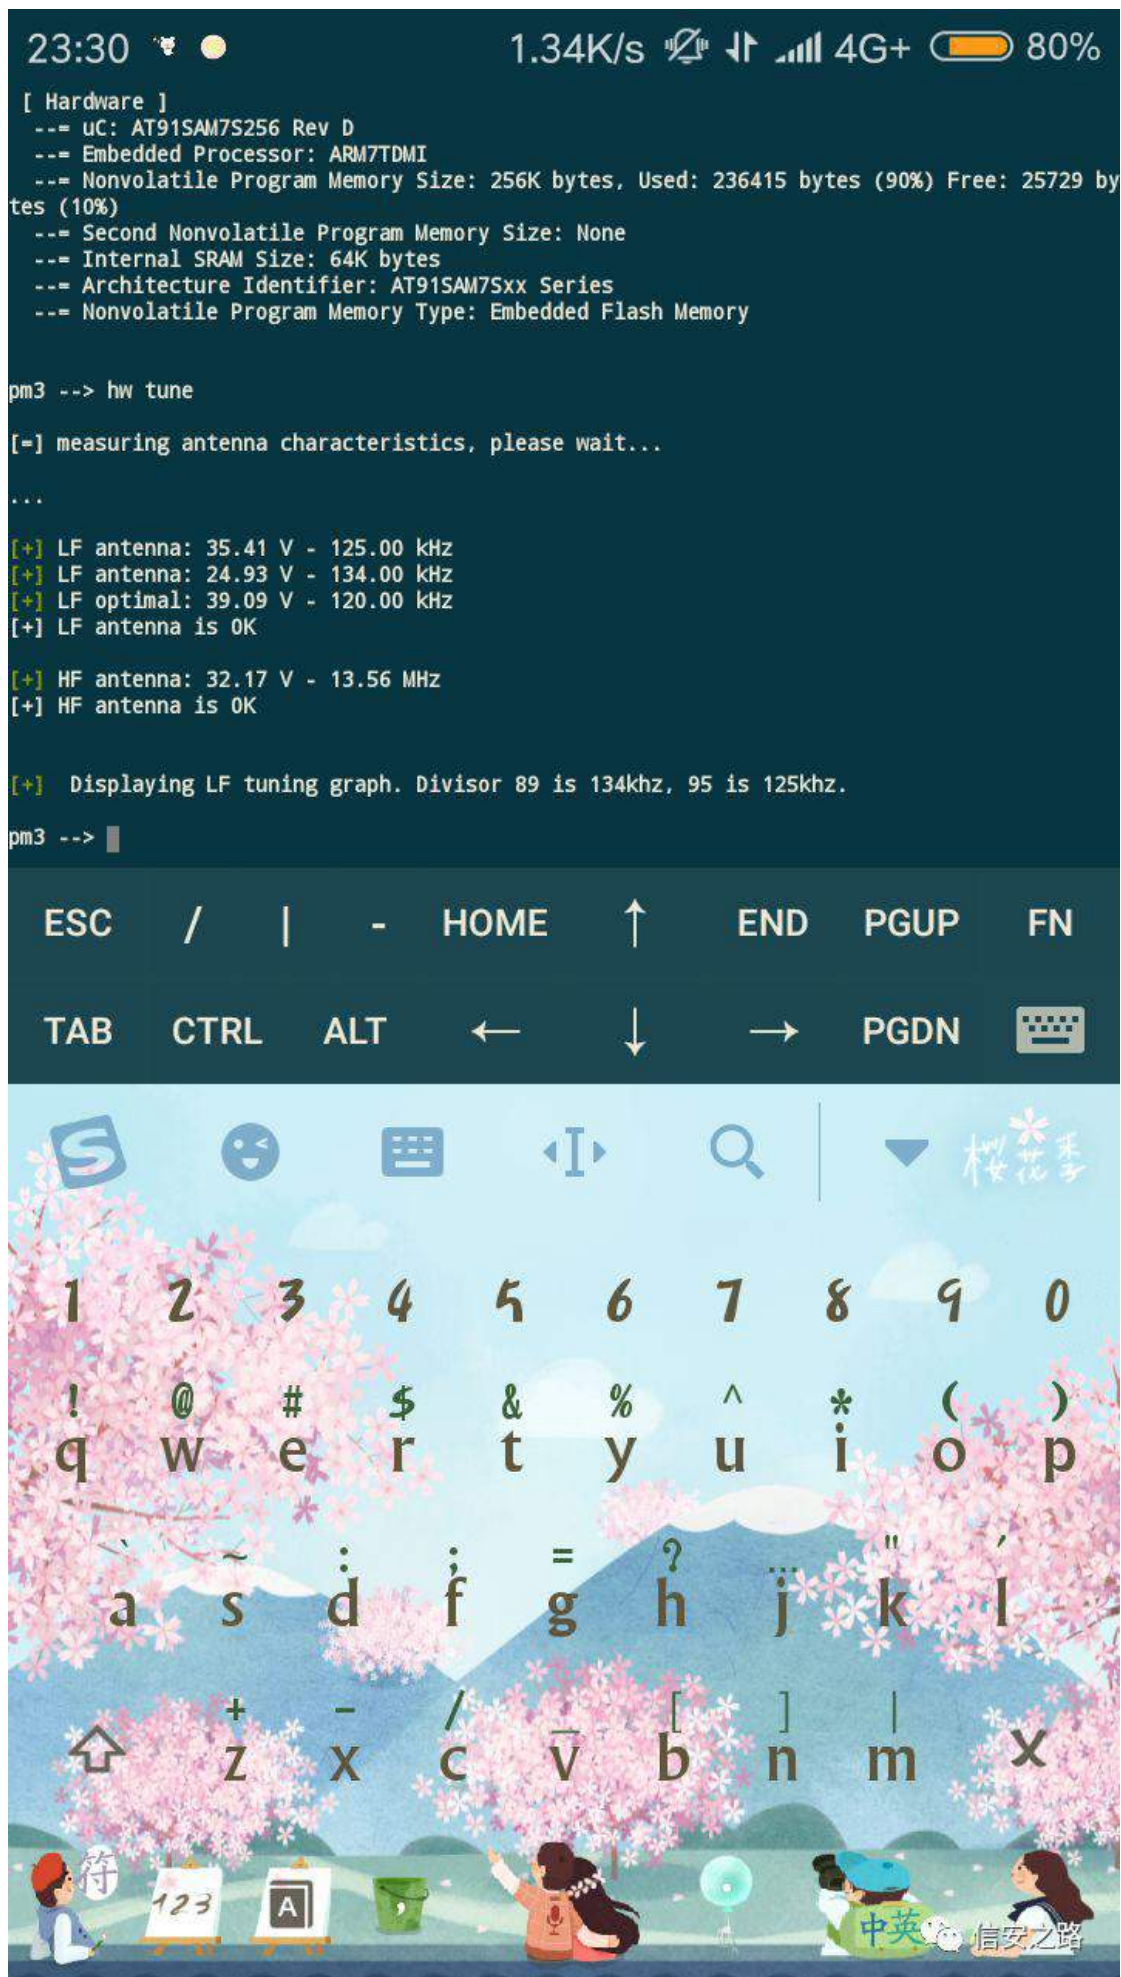 23:30 1.34K/s 4G+ 80%
[ Hardware ]
--= uC: AT91SAM7S256 Rev D
--= Embedded Processor: ARM7TDMI
--= Nonvolatile Program Memory Size: 256K bytes, Used: 236415 bytes (90%) Free: 25729 by
tes (10%)
--= Second Nonvolatile Program Memory Size: None
--= Internal SRAM Size: 64K bytes
--= Architecture Identifier: AT91SAM7Sxx Series
--= Nonvolatile Program Memory Type: Embedded Flash Memory
pm3 --> hw tune
[=] measuring antenna characteristics, please wait...
...
[+] LF antenna: 35.41 V - 125.00 kHz
[+] LF antenna: 24.93 V - 134.00 kHz
[+] LF optimal: 39.09 V - 120.00 kHz
[+] LF antenna is OK
[+] HF antenna: 32.17 V - 13.56 MHz
[+] HF antenna is OK
[+] Displaying LF tuning graph. Divisor 89 is 134khz, 95 is 125khz.
pm3 -->
ESC / | - HOME ↑ END PGUP FN
TAB CTRL ALT ← ↓ → PGDN
S 樱花季
1 2 3 4 5 6 7 8 9 0
! @ # $ & % ^ * ( )
q w e r t y u i o p
` ~ : ; = ? ... " ´
a s d f g h j k l
+ - / _ [ ] |
z x c v b n m x
符 123 A , 中英 信安之路